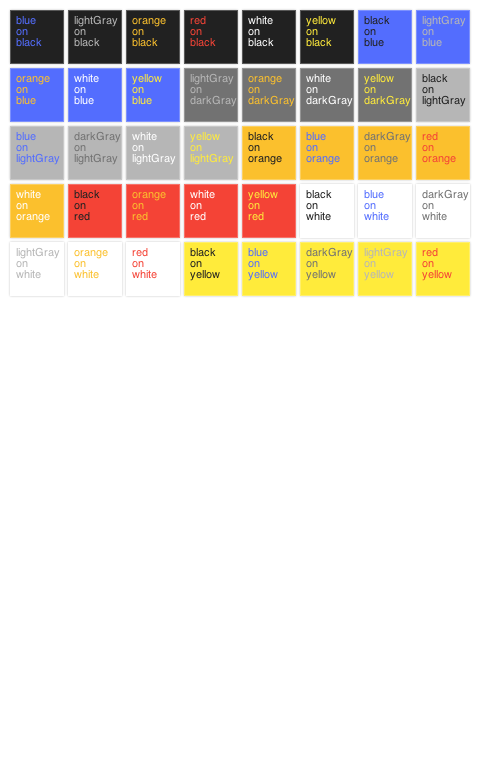 blue
on
black
lightGray
on
black
orange
on
black
red
on
black
white
on
black
yellow
on
black
black
on
blue
lightGray
on
blue
orange
on
blue
white
on
blue
yellow
on
blue
lightGray
on
darkGray
orange
on
darkGray
white
on
darkGray
yellow
on
darkGray
black
on
lightGray
blue
on
lightGray
darkGray
on
lightGray
white
on
lightGray
yellow
on
lightGray
black
on
orange
blue
on
orange
darkGray
on
orange
red
on
orange
white
on
orange
black
on
red
orange
on
red
white
on
red
yellow
on
red
black
on
white
blue
on
white
darkGray
on
white
lightGray
on
white
orange
on
white
red
on
white
black
on
yellow
blue
on
yellow
darkGray
on
yellow
lightGray
on
yellow
red
on
yellow